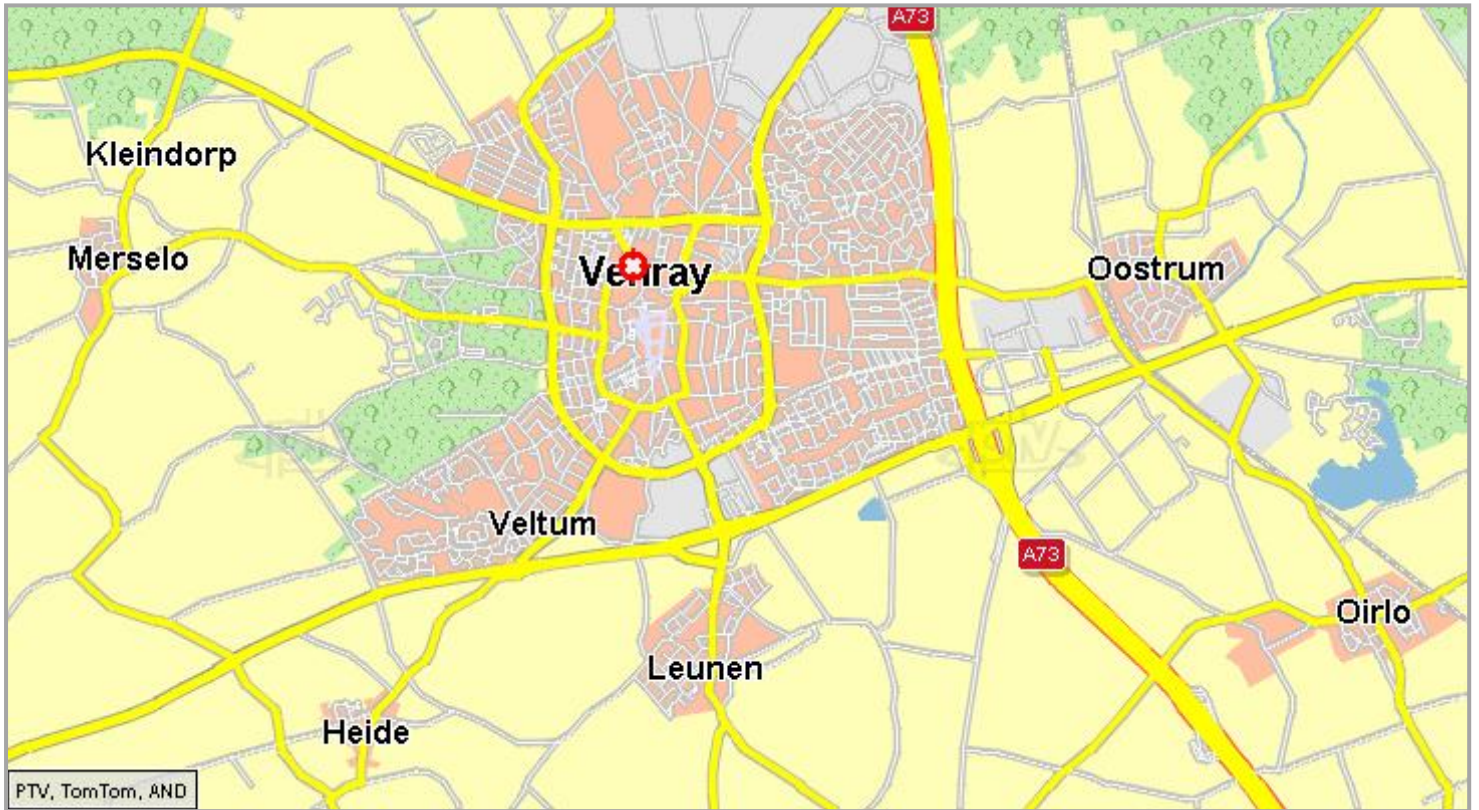 A73
Kleindorp
Merselo
Venray
Oostrum
Veltum
A73
Oirlo
Leunen
Heide
PTV, TomTom, AND